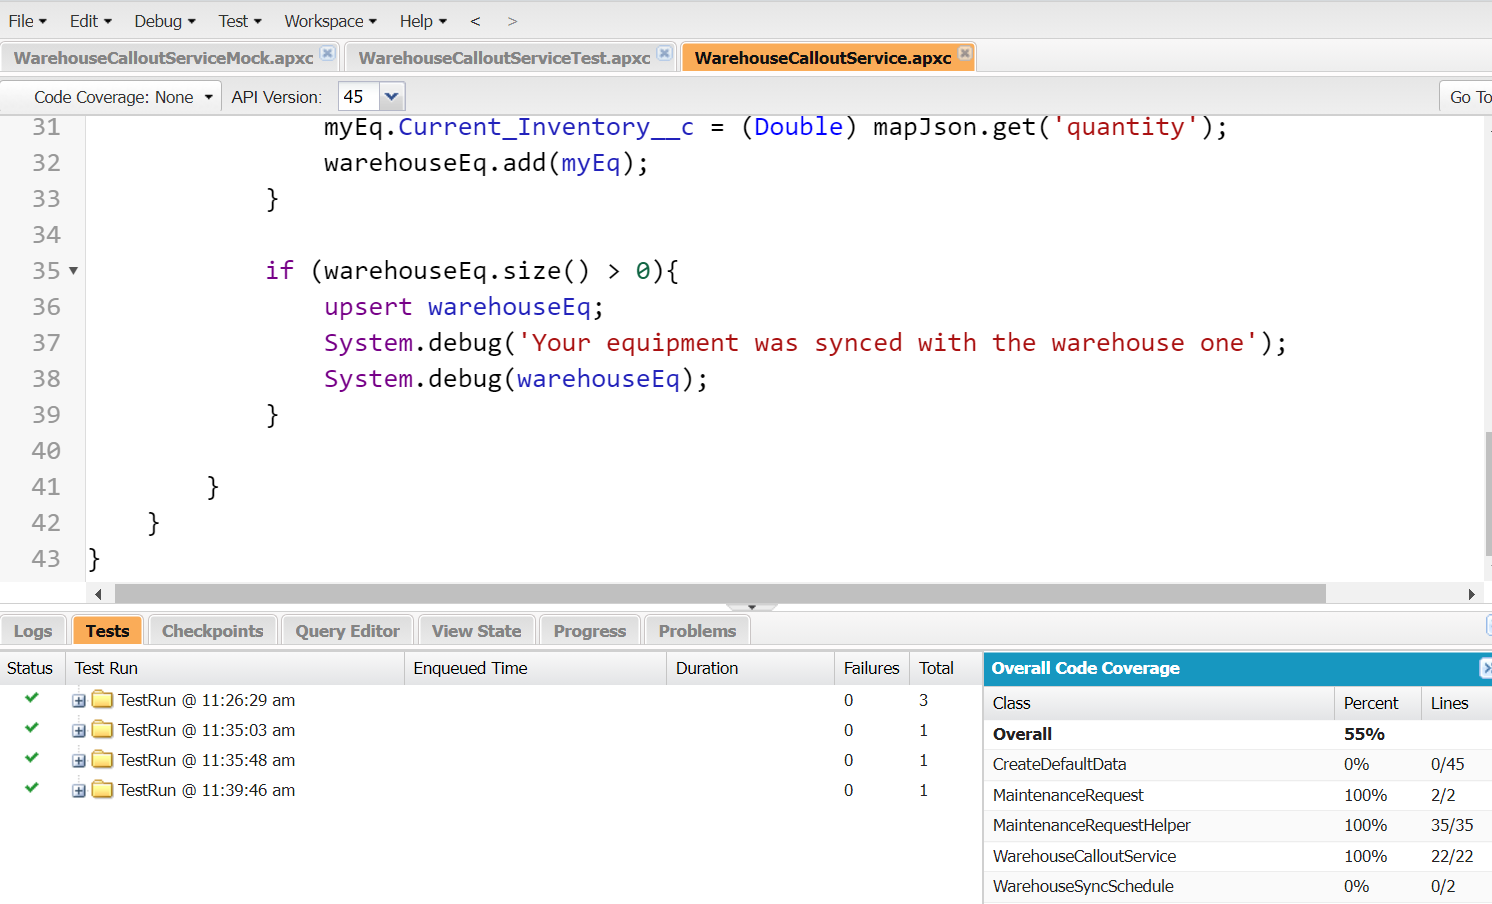 File Edit Debug Test Workspace Help < >
WarehouseCalloutServiceMock.apxc WarehouseCalloutServiceTest.apxc WarehouseCalloutService.apxc
Code Coverage: None API Version: 45 Go To
31 myEq.Current_Inventory__c = (Double) mapJson.get('quantity');
32 warehouseEq.add(myEq);
33 }
34
35 if (warehouseEq.size() > 0){
36 upsert warehouseEq;
37 System.debug('Your equipment was synced with the warehouse one');
38 System.debug(warehouseEq);
39 }
40
41 }
42 }
43 }
Logs Tests Checkpoints Query Editor View State Progress Problems
Status Test Run Enqueued Time Duration Failures Total
TestRun @ 11:26:29 am 0 3
TestRun @ 11:35:03 am 0 1
TestRun @ 11:35:48 am 0 1
TestRun @ 11:39:46 am 0 1
Overall Code Coverage
Class Percent Lines
Overall 55%
CreateDefaultData 0% 0/45
MaintenanceRequest 100% 2/2
MaintenanceRequestHelper 100% 35/35
WarehouseCalloutService 100% 22/22
WarehouseSyncSchedule 0% 0/2